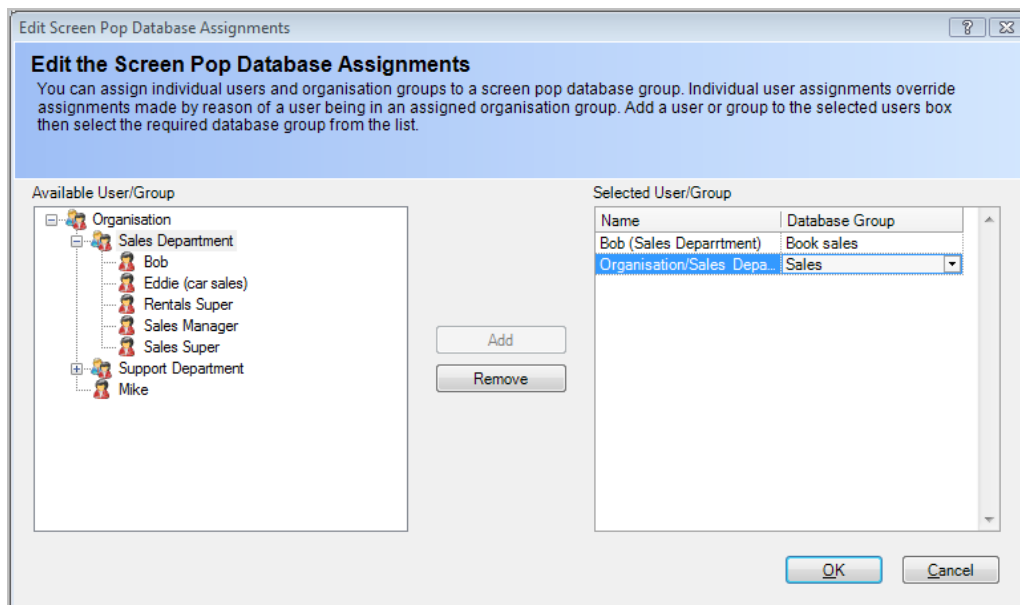 Edit Screen Pop Database Assignments
Edit the Screen Pop Database Assignments
You can assign individual users and organisation groups to a screen pop database group. Individual user assignments override
assignments made by reason of a user being in an assigned organisation group. Add a user or group to the selected users box
then select the required database group from the list.
Available User/Group
Organisation
Sales Department
Bob
Eddie (car sales)
Rentals Super
Sales Manager
Sales Super
Support Department
Mike
Add
Remove
Selected User/Group
Name Database Group
Bob (Sales Deparrtment) Book sales
Organisation/Sales Depa... Sales
OK Cancel